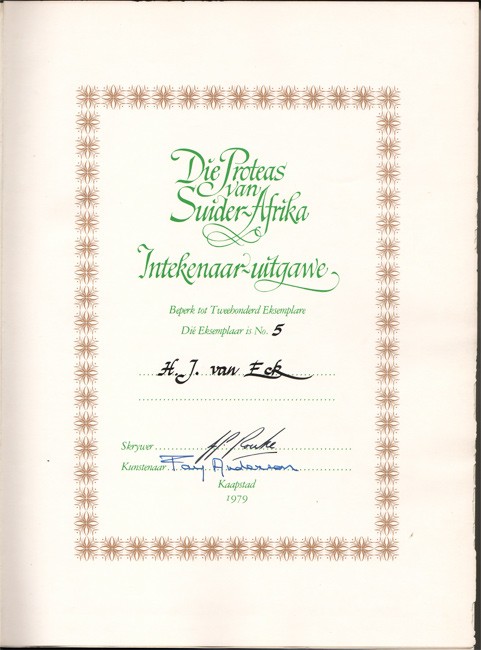 Die Proteas
van
Suider-Afrika
Intekenaar-uitgawe
Beperk tot Tweehonderd Eksemplare
Dië Eksemplaar is No. 5
H. J. van Eck
Skrywer
Kunstenaar Fay Anderson
Kaapstad
1979